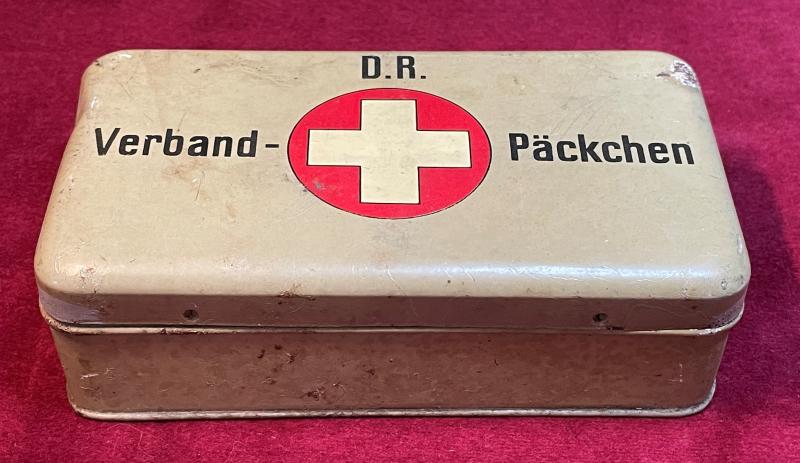 D.R.
Verband - Päckchen